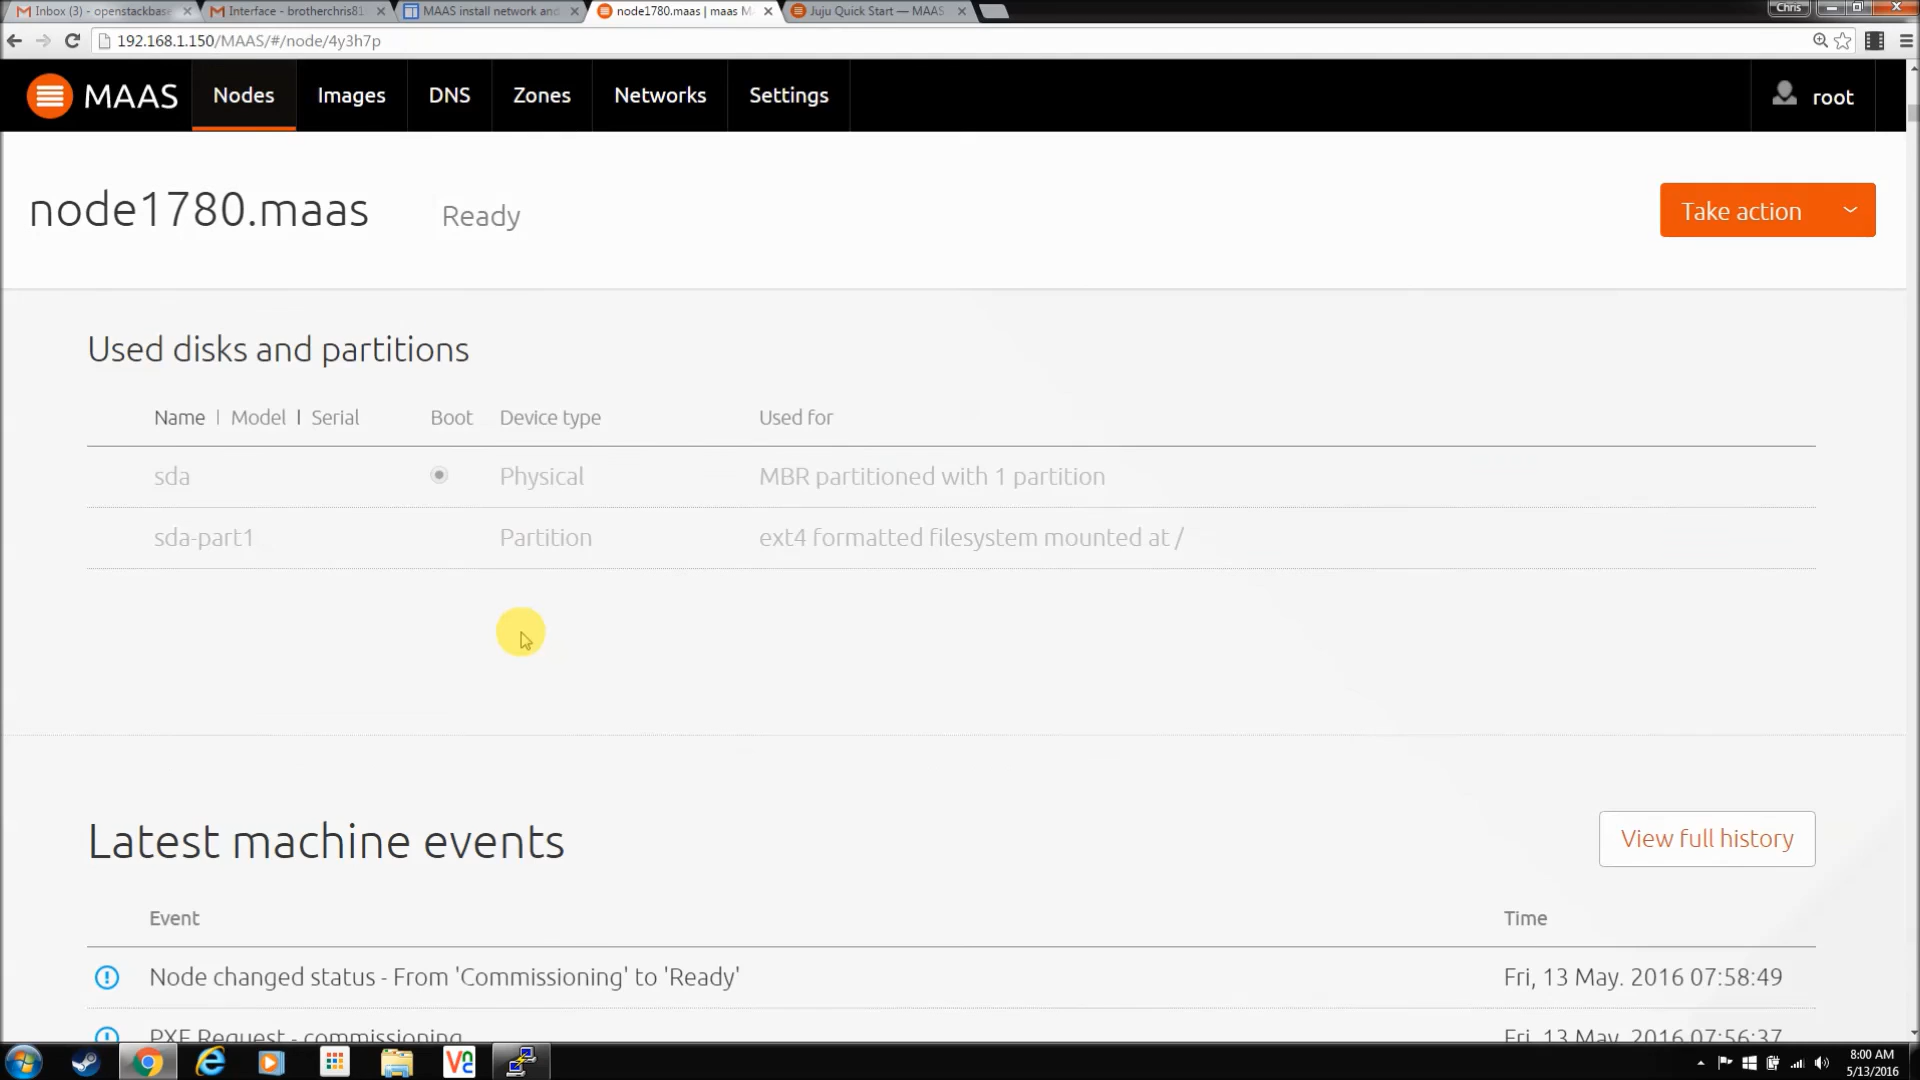 Inbox (3) - openstackbase
Interface - brotherchris81
MAAS install network and
node1780.maas | maas M
Juju Quick Start — MAAS
Chris
192.168.1.150/MAAS/#/node/4y3h7p
MAAS
Nodes
Images
DNS
Zones
Networks
Settings
root
node1780.maas
Ready
Take action
Used disks and partitions
Name | Model | Serial
Boot
Device type
Used for
sda
Physical
MBR partitioned with 1 partition
sda-part1
Partition
ext4 formatted filesystem mounted at /
Latest machine events
View full history
Event
Time
Node changed status - From 'Commissioning' to 'Ready'
Fri, 13 May. 2016 07:58:49
PXE Request - commissioning
Fri, 13 May. 2016 07:56:37
8:00 AM
5/13/2016